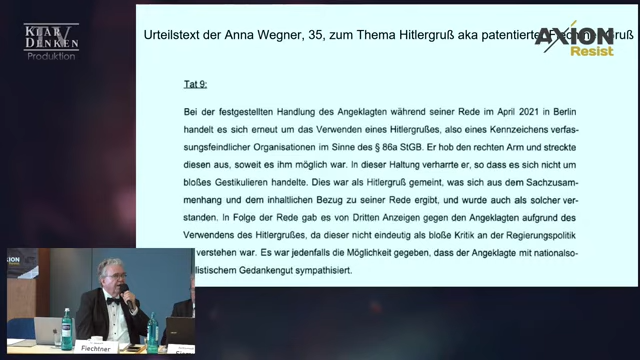 KLAR
DENKEN
TV
Produktion
AXION
Resist
Urteilstext der Anna Wegner, 35, zum Thema Hitlergruß aka patentierter Fiechtner Gruß
Tat 9:
Bei der festgestellten Handlung des Angeklagten während seiner Rede im April 2021 in Berlin
handelt es sich erneut um das Verwenden eines Hitlergrußes, also eines Kennzeichens verfas-
sungsfeindlicher Organisationen im Sinne des § 86a StGB. Er hob den rechten Arm und streckte
diesen aus, soweit es ihm möglich war. In dieser Haltung verharrte er, so dass es sich nicht um
bloßes Gestikulieren handelte. Dies war als Hitlergruß gemeint, was sich aus dem Sachzusam-
menhang und dem inhaltlichen Bezug zu seiner Rede ergibt, und wurde auch als solcher ver-
standen. In Folge der Rede gab es von Dritten Anzeigen gegen den Angeklagten aufgrund des
Verwendens des Hitlergrußes, da dieser nicht eindeutig als bloße Kritik an der Regierungspolitik
verstehen war. Es war jedenfalls die Möglichkeit gegeben, dass der Angeklagte mit nationalso-
listischem Gedankengut sympathisiert.
Fiechtner